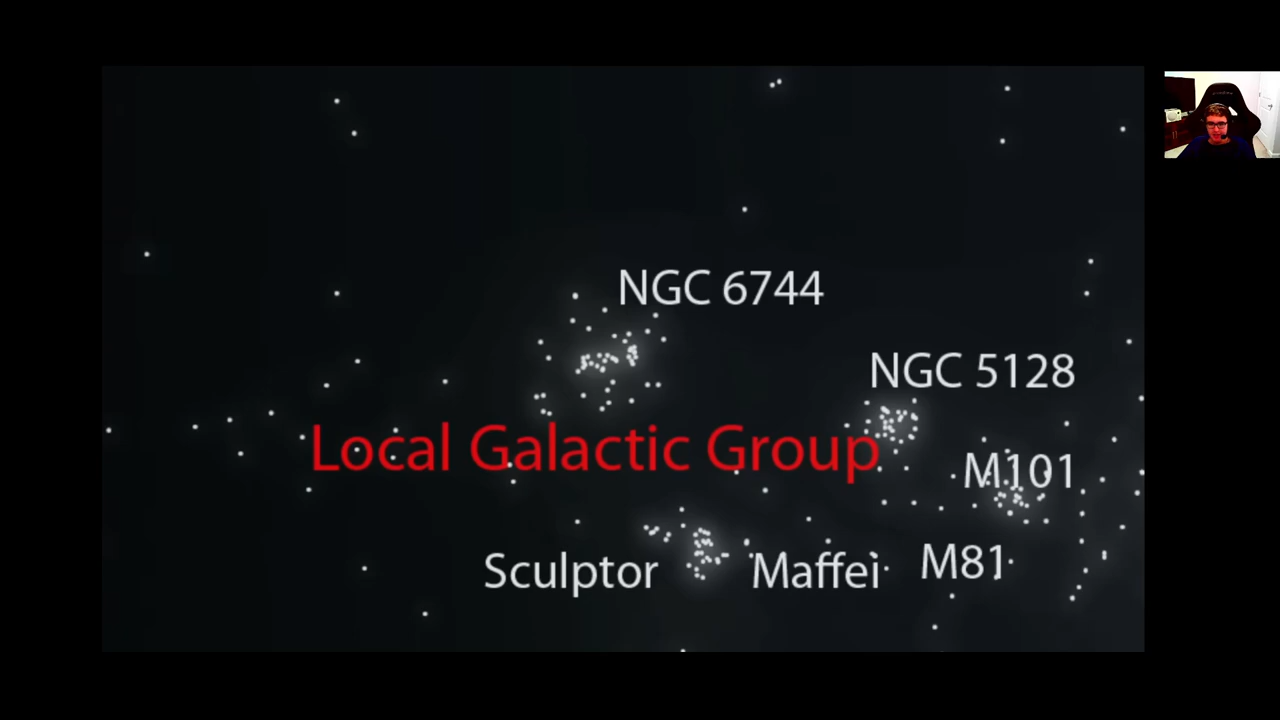 NGC 6744
NGC 5128
Local Galactic Group
M101
Sculptor
Maffei
M81